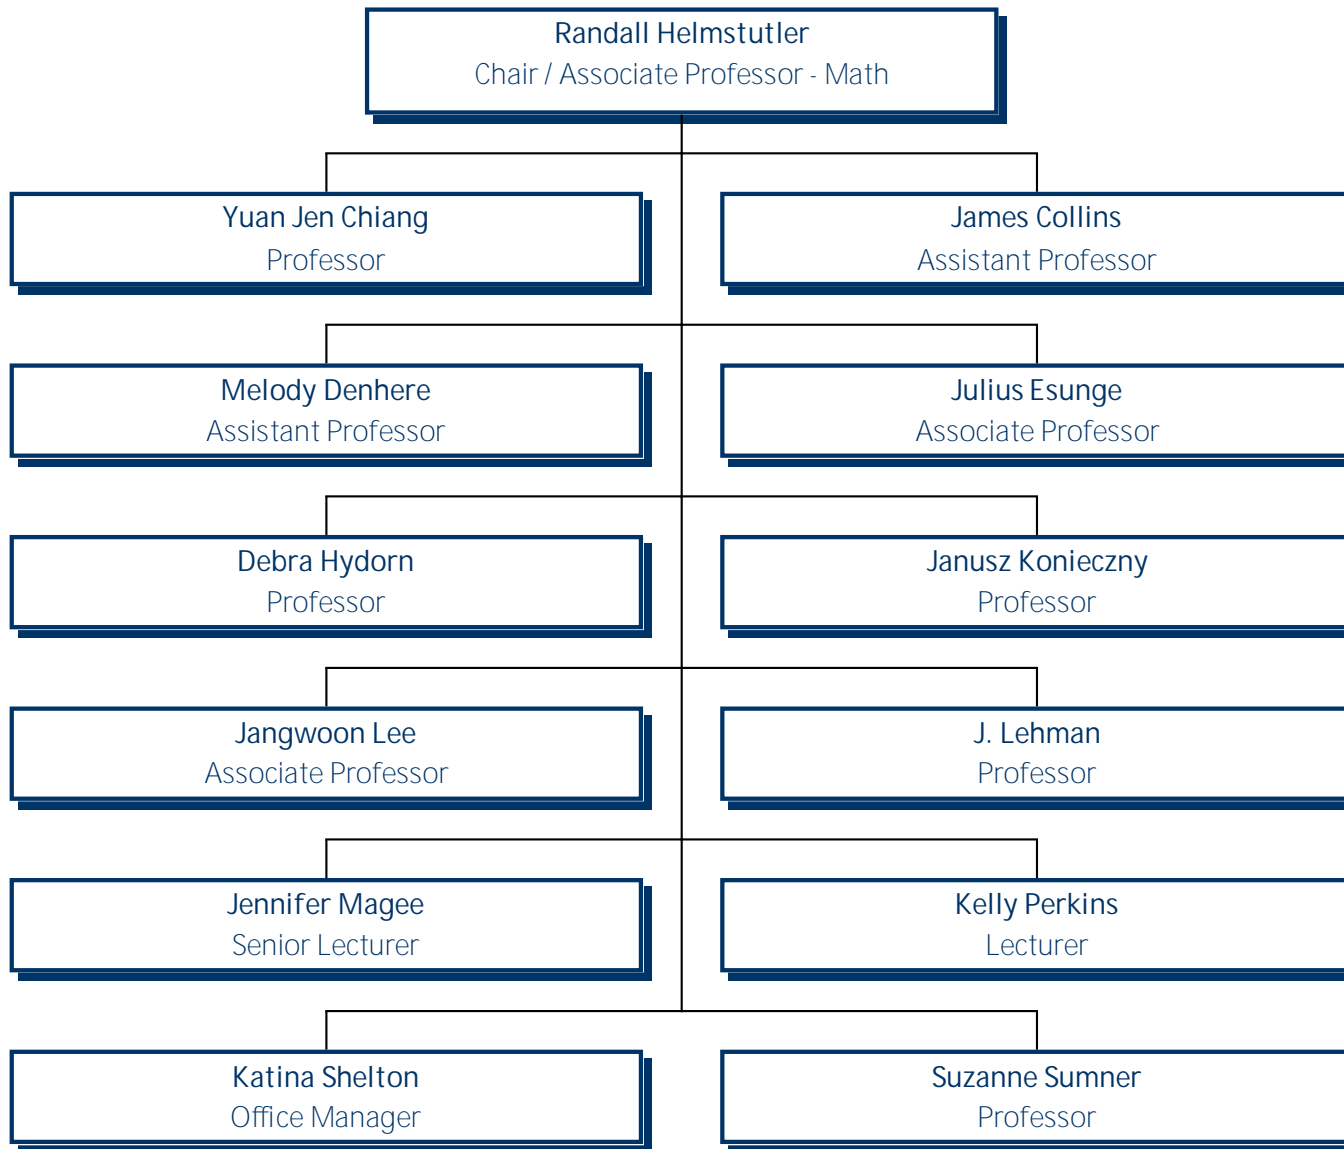 Randall Helmstutler
Chair / Associate Professor - Math
Yuan Jen Chiang
Professor
James Collins
Assistant Professor
Melody Denhere
Assistant Professor
Julius Esunge
Associate Professor
Debra Hydorn
Professor
Janusz Konieczny
Professor
Jangwoon Lee
Associate Professor
J. Lehman
Professor
Jennifer Magee
Senior Lecturer
Kelly Perkins
Lecturer
Katina Shelton
Office Manager
Suzanne Sumner
Professor